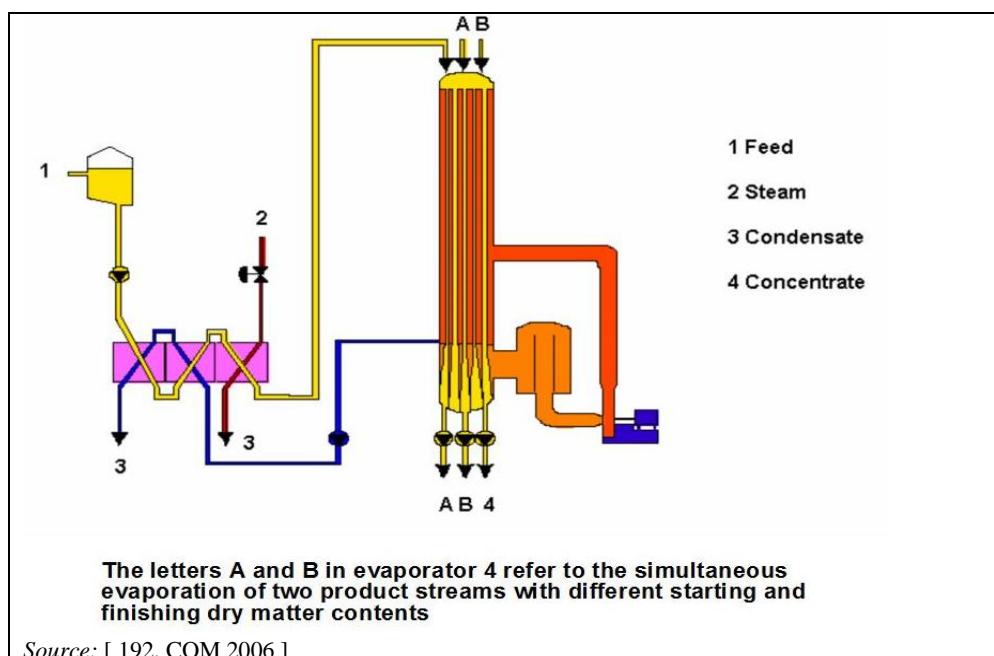 A B
1
2
3
3
A B 4
1 Feed
2 Steam
3 Condensate
4 Concentrate
The letters A and B in evaporator 4 refer to the simultaneous
evaporation of two product streams with different starting and
finishing dry matter contents
Source: [ 192, COM 2006 ]